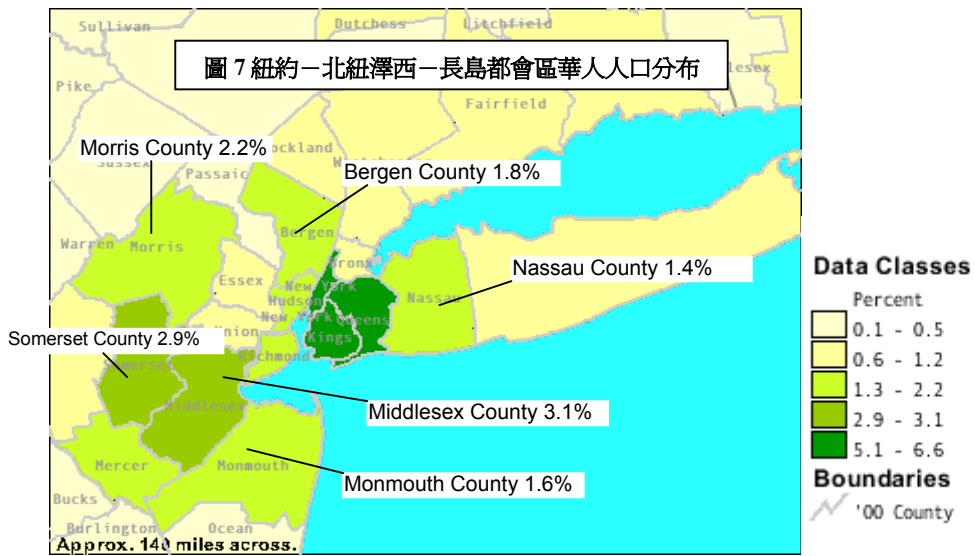 Sullivan
Dutchess
Litchfield
圖 7 紐約－北紐澤西－長島都會區華人人口分布
lesex
Pike
Fairfield
Morris County 2.2%
ockland
Sussex
Passaic
Bergen County 1.8%
Bergen
Warren
Morris
Bronx
Nassau County 1.4%
Essex
New York
Hudson
Nassau
New York
Queens
Union
Kings
Somerset County 2.9%
Richmond
Somerset
Middlesex County 3.1%
Middlesex
Mercer
Monmouth
Monmouth County 1.6%
Bucks
Burlington
Ocean
Approx. 140 miles across.
Data Classes
Percent
0.1 - 0.5
0.6 - 1.2
1.3 - 2.2
2.9 - 3.1
5.1 - 6.6
Boundaries
'00 County